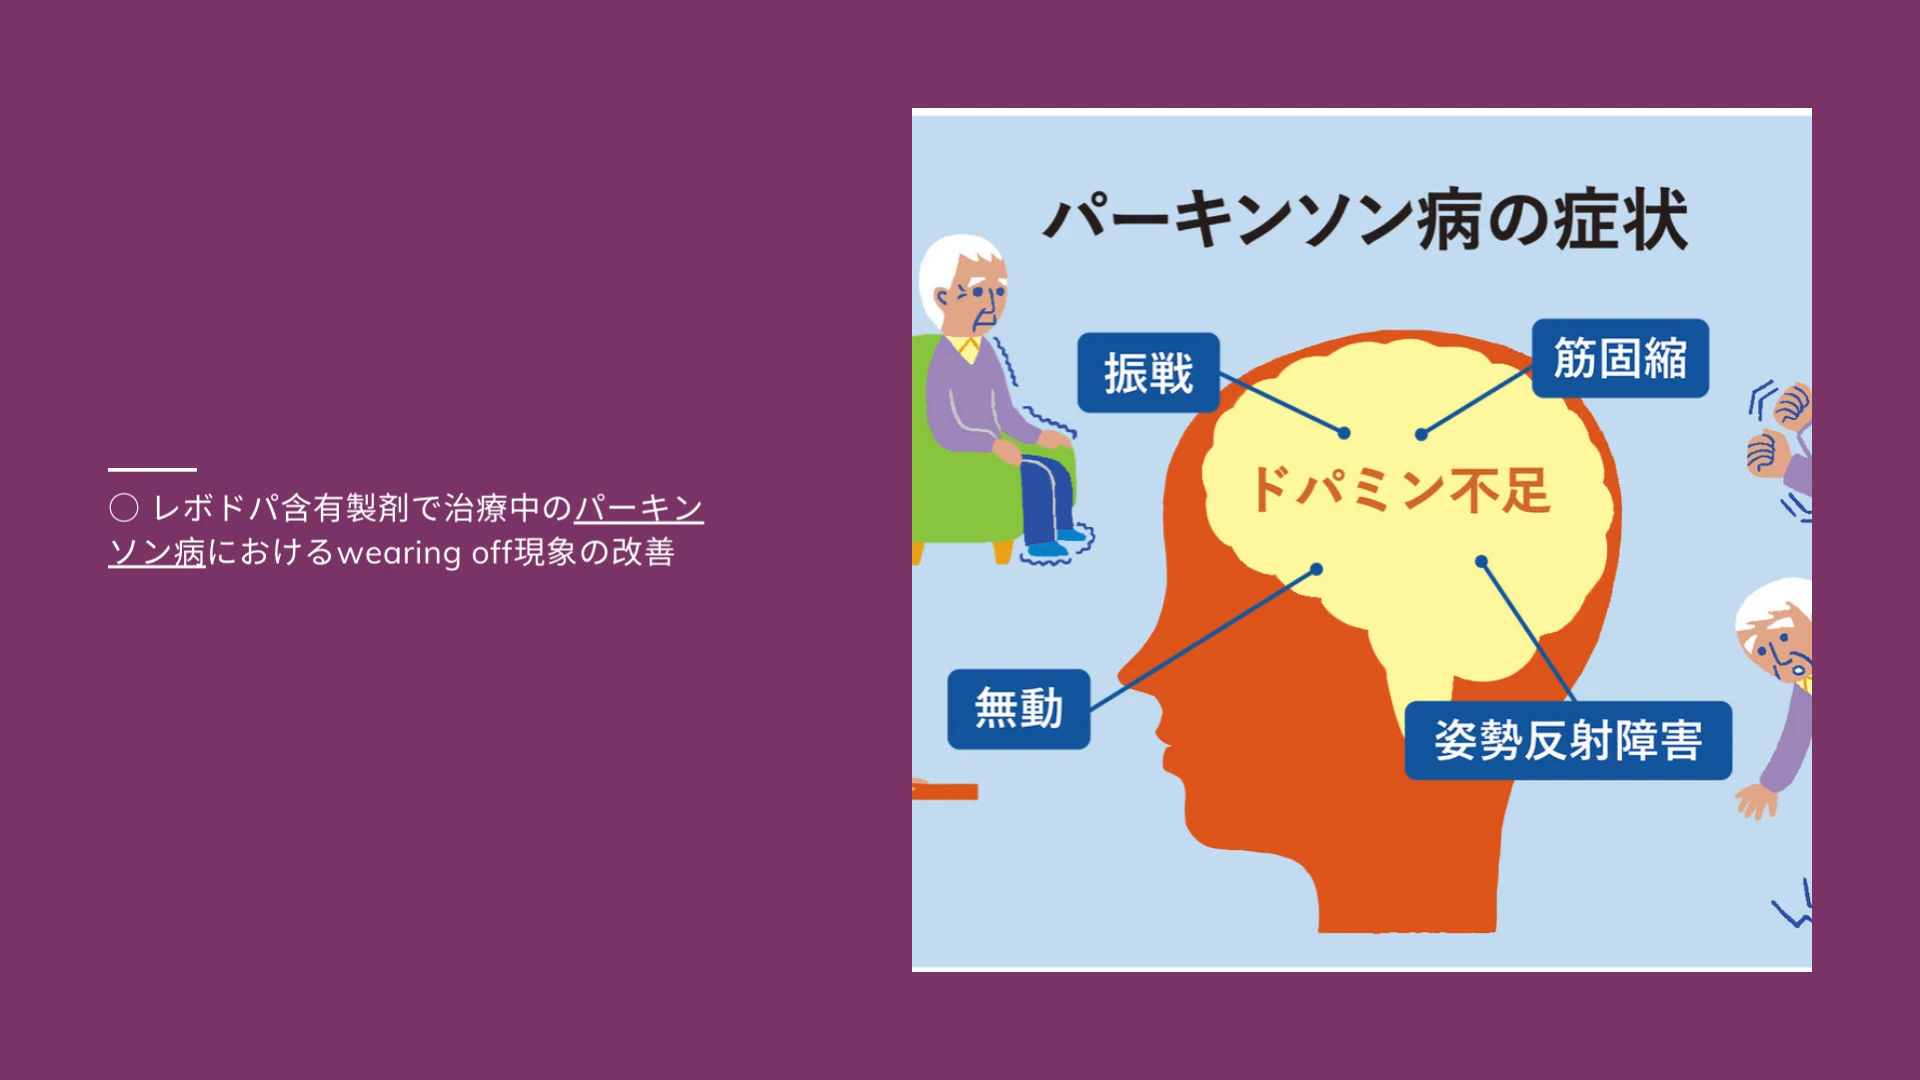 ○ レボドパ含有製剤で治療中のパーキン
ソン病におけるwearing off現象の改善
パーキンソン病の症状
振戦
筋固縮
ドパミン不足
無動
姿勢反射障害